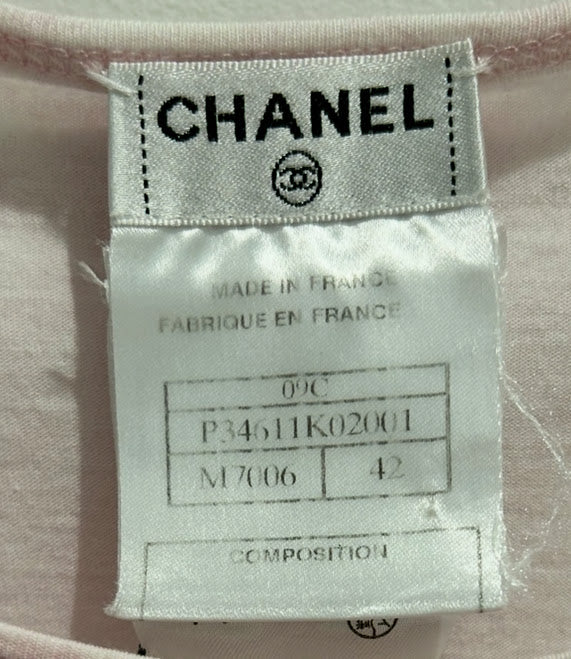 CHANEL
MADE IN FRANCE
FABRIQUE EN FRANCE
09C
P34611K02001
M7006 42
COMPOSITION